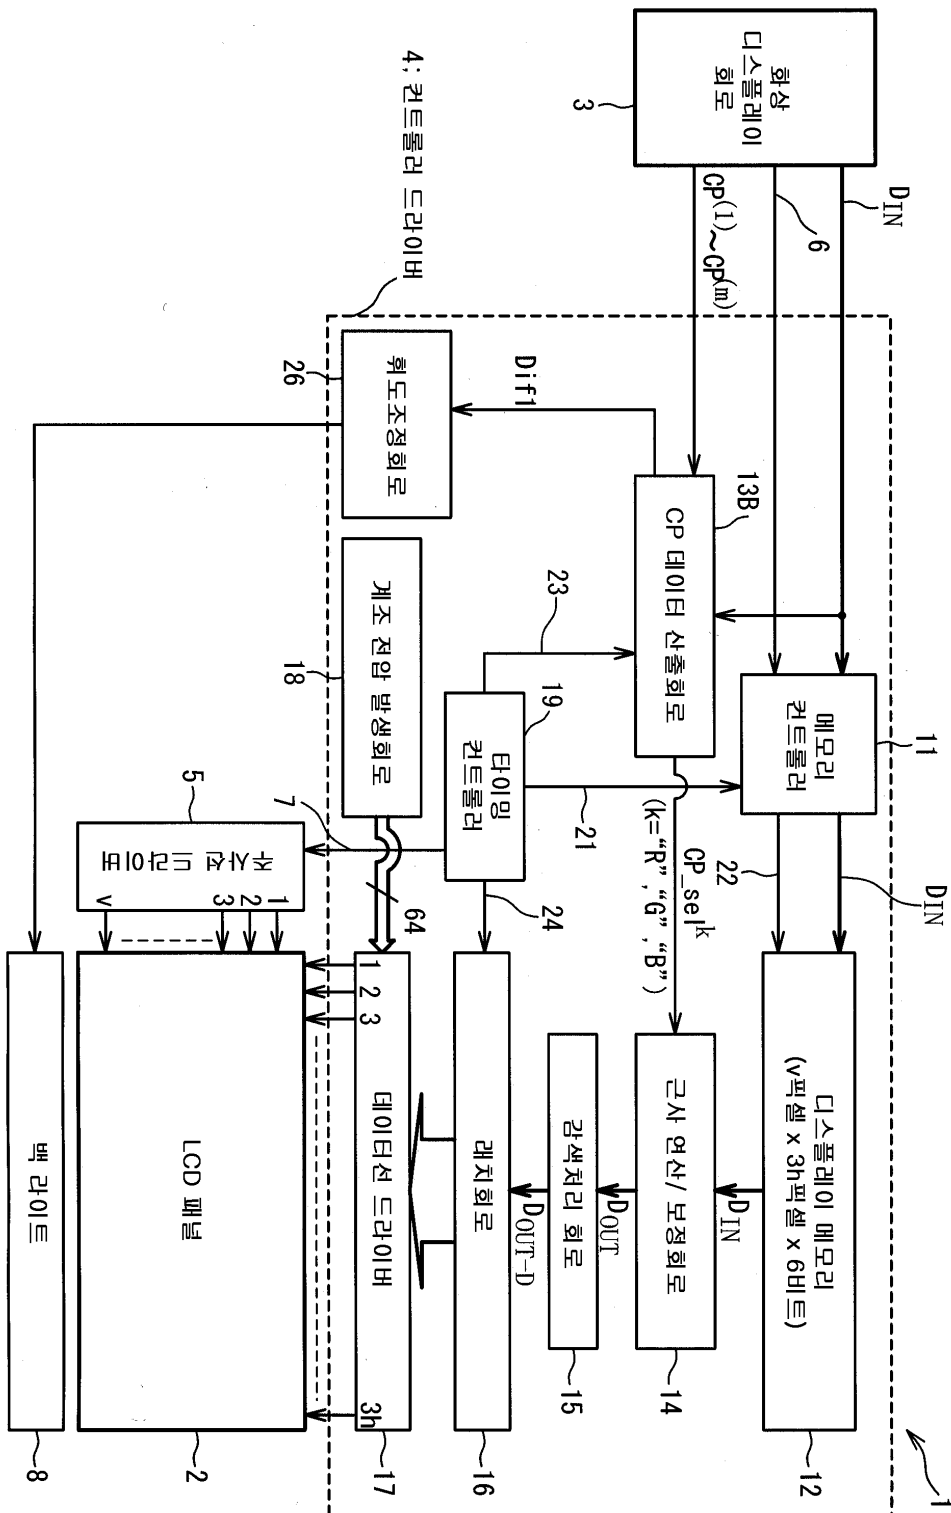 1
화상
디스플레이
회로
3
D_IN
6
CP^(1)~CP^(m)
4; 컨트롤러 드라이버
메모리
컨트롤러
11
D_IN
22
디스플레이 메모리
(v픽셀 x 3h픽셀 x 6비트)
12
13B
CP 데이터 산출회로
CP_sel^k
(k="R","G","B")
D_IN
근사 연산/ 보정회로
14
D_OUT
감색처리 회로
15
D_OUT-D
Dif1
23
21
타이밍
컨트롤러
19
24
래치회로
16
휘도조정회로
26
계조 전압 발생회로
18
64
데이터선 드라이버
17
1
2
3
3h
7
주사선 드라이버
5
1
2
3
v
LCD 패널
2
백 라이트
8